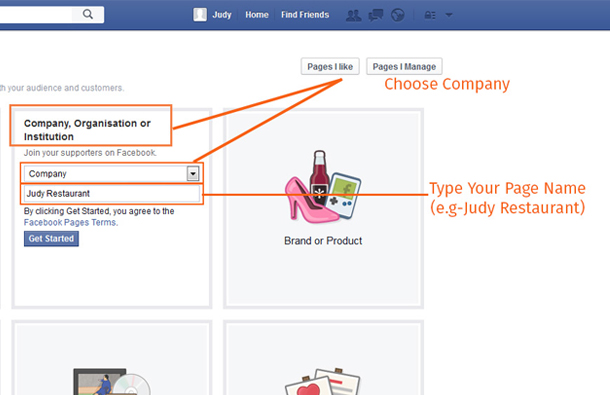 Judy Home Find Friends
Pages I like Pages I Manage
Choose Company
th your audience and customers.
Company, Organisation or
Institution
Join your supporters on Facebook.
Company
Judy Restaurant
By clicking Get Started, you agree to the
Facebook Pages Terms.
Get Started
Brand or Product
Type Your Page Name
(e.g-Judy Restaurant)